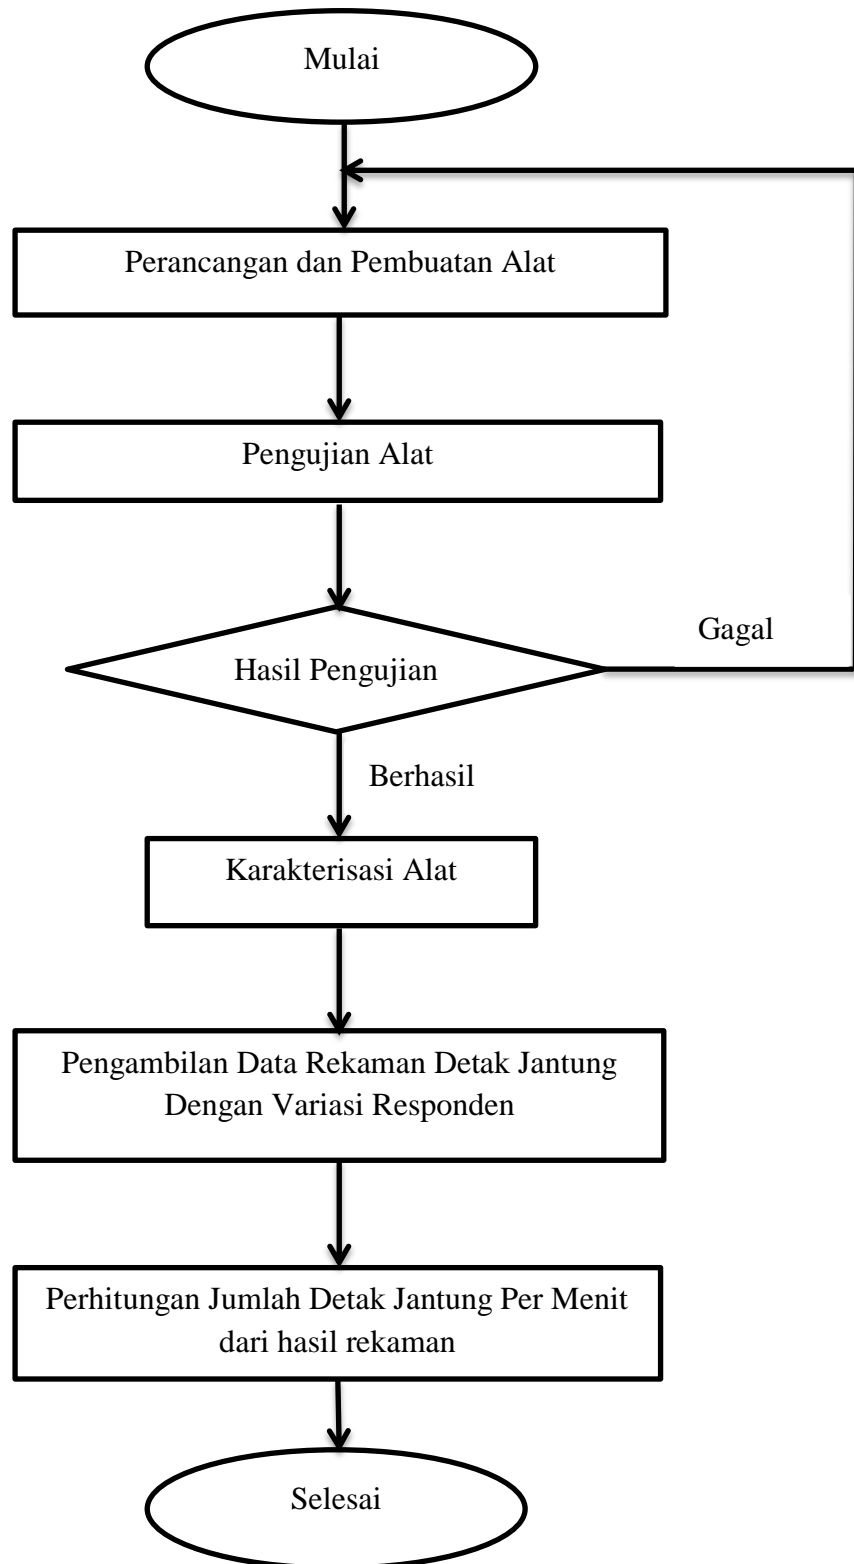 Mulai
Perancangan dan Pembuatan Alat
Pengujian Alat
Gagal
Hasil Pengujian
Berhasil
Karakterisasi Alat
Pengambilan Data Rekaman Detak Jantung
Dengan Variasi Responden
Perhitungan Jumlah Detak Jantung Per Menit
dari hasil rekaman
Selesai